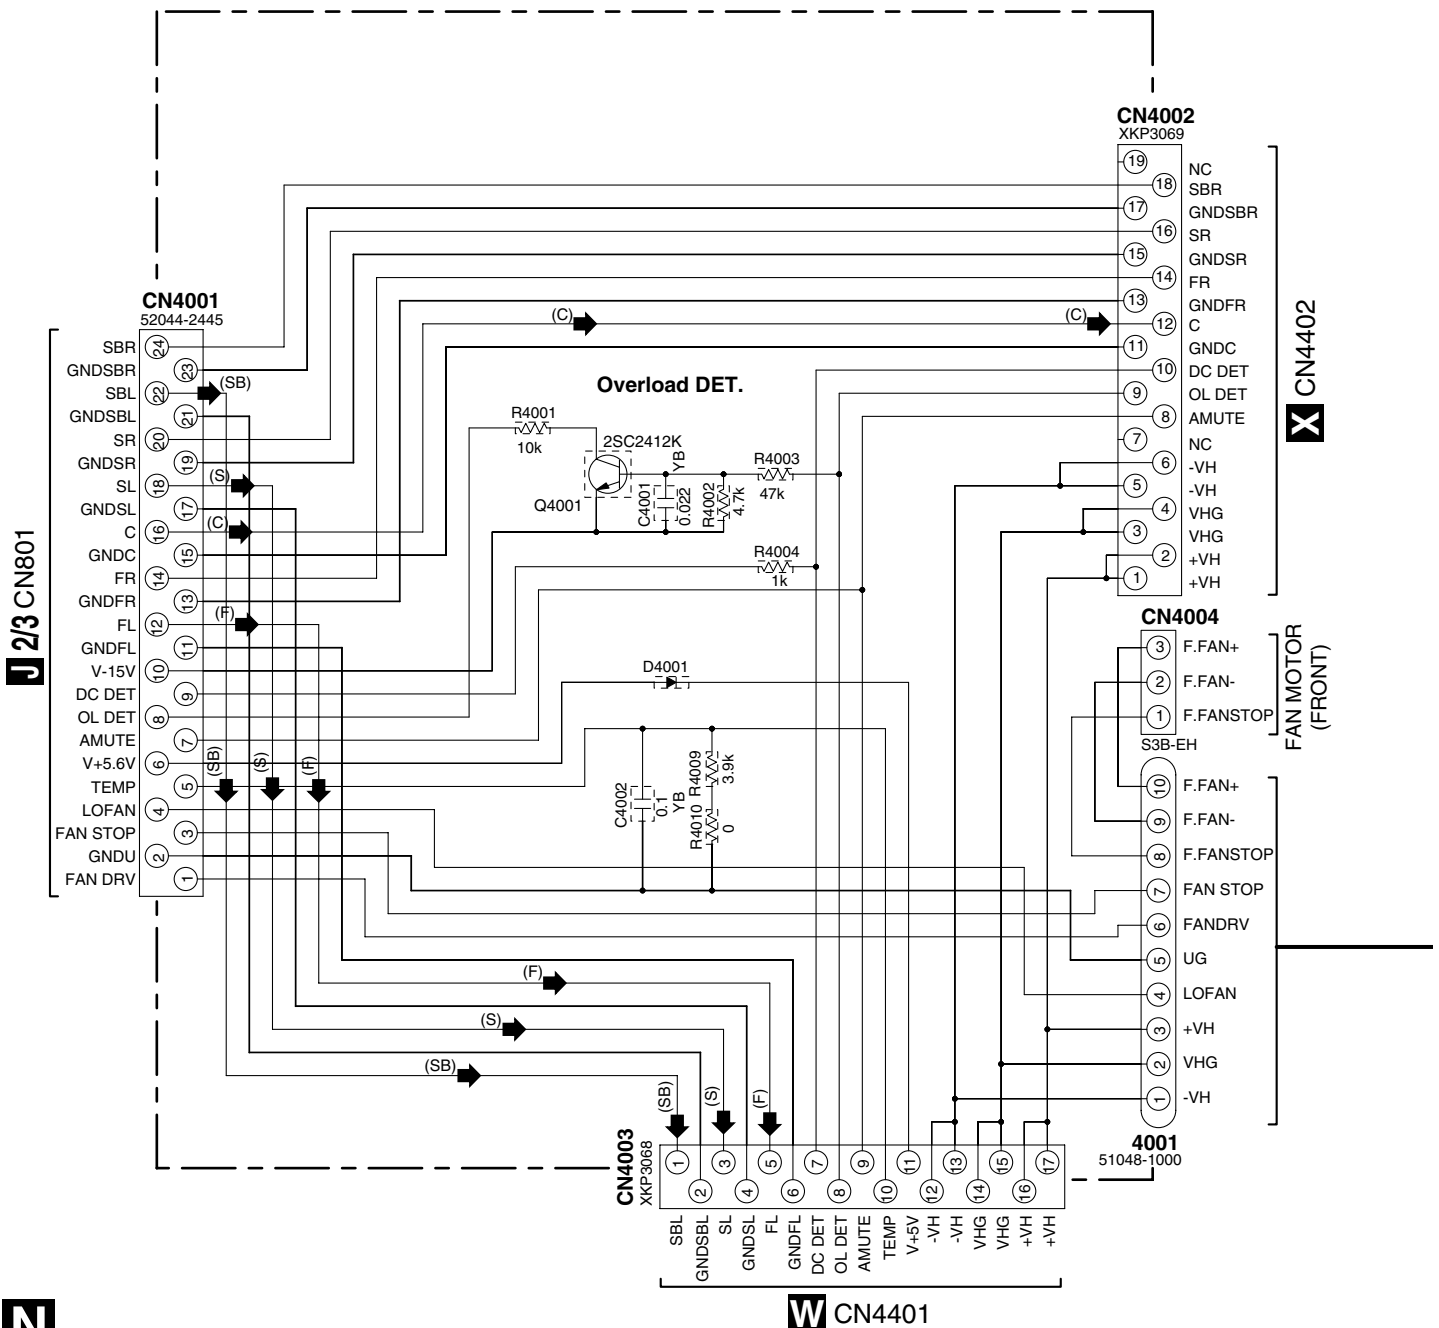 CN4002
XKP3069
19 NC
18 SBR
17 GNDSBR
16 SR
15 GNDSR
14 FR
13 GNDFR
12 C
11 GNDC
10 DC DET
9 OL DET
8 AMUTE
7 NC
6 -VH
5 -VH
4 VHG
3 VHG
2 +VH
1 +VH
X CN4402
CN4001
52044-2445
SBR 24
GNDSBR 23
SBL 22
GNDSBL 21
SR 20
GNDSR 19
SL 18
GNDSL 17
C 16
GNDC 15
FR 14
GNDFR 13
FL 12
GNDFL 11
V-15V 10
DC DET 9
OL DET 8
AMUTE 7
V+5.6V 6
TEMP 5
LOFAN 4
FAN STOP 3
GNDU 2
FAN DRV 1
J 2/3 CN801
(SB)
(S)
(C)
(F)
(C)
(C)
Overload DET.
R4001
10k
2SC2412K
Q4001
YB
C4001
0.022
R4002
4.7k
R4003
47k
R4004
1k
D4001
C4002
0.1
YB
R4009
3.9k
R4010
0
(SB)
(S)
(F)
(F)
(S)
(SB)
(SB)
(S)
(F)
CN4004
3 F.FAN+
2 F.FAN-
1 F.FANSTOP
S3B-EH
FAN MOTOR
(FRONT)
10 F.FAN+
9 F.FAN-
8 F.FANSTOP
7 FAN STOP
6 FANDRV
5 UG
4 LOFAN
3 +VH
2 VHG
1 -VH
4001
51048-1000
CN4003
XKP3068
1 SBL
2 GNDSBL
3 SL
4 GNDSL
5 FL
6 GNDFL
7 DC DET
8 OL DET
9 AMUTE
10 TEMP
11 V+5V
12 -VH
13 -VH
14 VHG
15 VHG
16 +VH
17 +VH
W CN4401
N